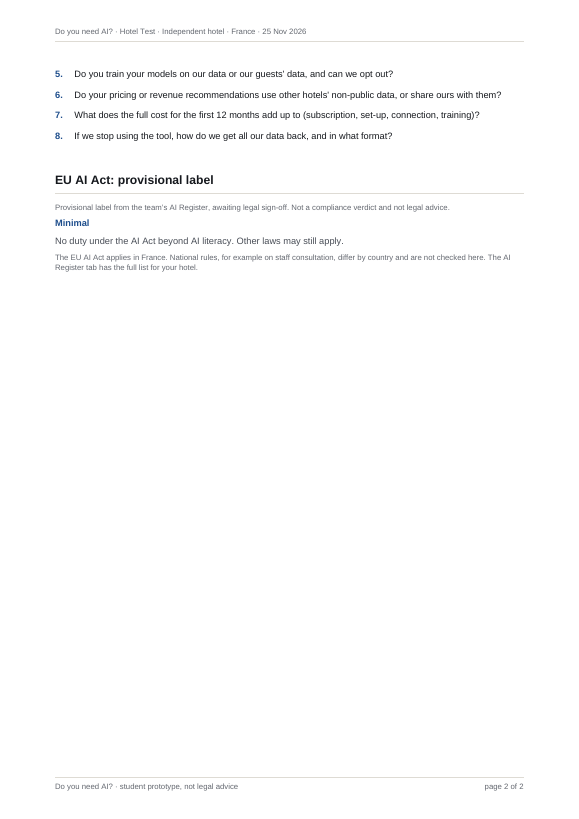 Do you need AI? · Hotel Test · Independent hotel · France · 25 Nov 2026
5. Do you train your models on our data or our guests' data, and can we opt out?
6. Do your pricing or revenue recommendations use other hotels' non-public data, or share ours with them?
7. What does the full cost for the first 12 months add up to (subscription, set-up, connection, training)?
8. If we stop using the tool, how do we get all our data back, and in what format?
EU AI Act: provisional label
Provisional label from the team's AI Register, awaiting legal sign-off. Not a compliance verdict and not legal advice.
Minimal
No duty under the AI Act beyond AI literacy. Other laws may still apply.
The EU AI Act applies in France. National rules, for example on staff consultation, differ by country and are not checked here. The AI
Register tab has the full list for your hotel.
Do you need AI? · student prototype, not legal advice
page 2 of 2